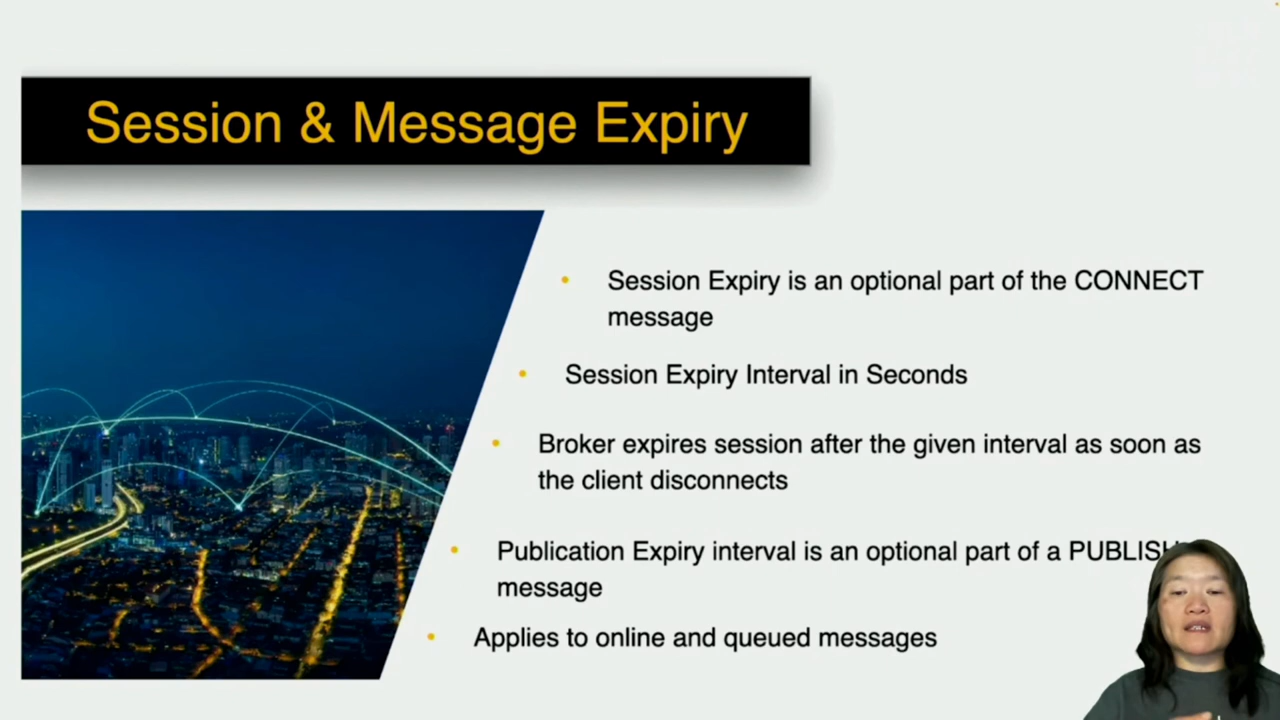 Session & Message Expiry
• Session Expiry is an optional part of the CONNECT
message
• Session Expiry Interval in Seconds
• Broker expires session after the given interval as soon as
the client disconnects
• Publication Expiry interval is an optional part of a PUBLISH
message
• Applies to online and queued messages